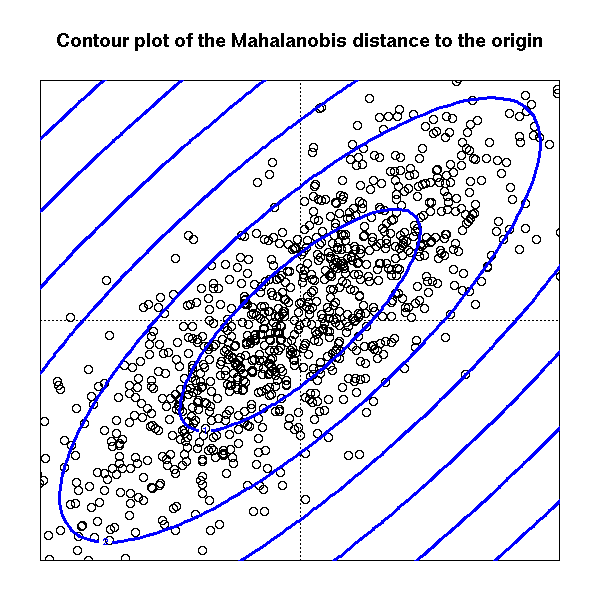 Contour plot of the Mahalanobis distance to the origin